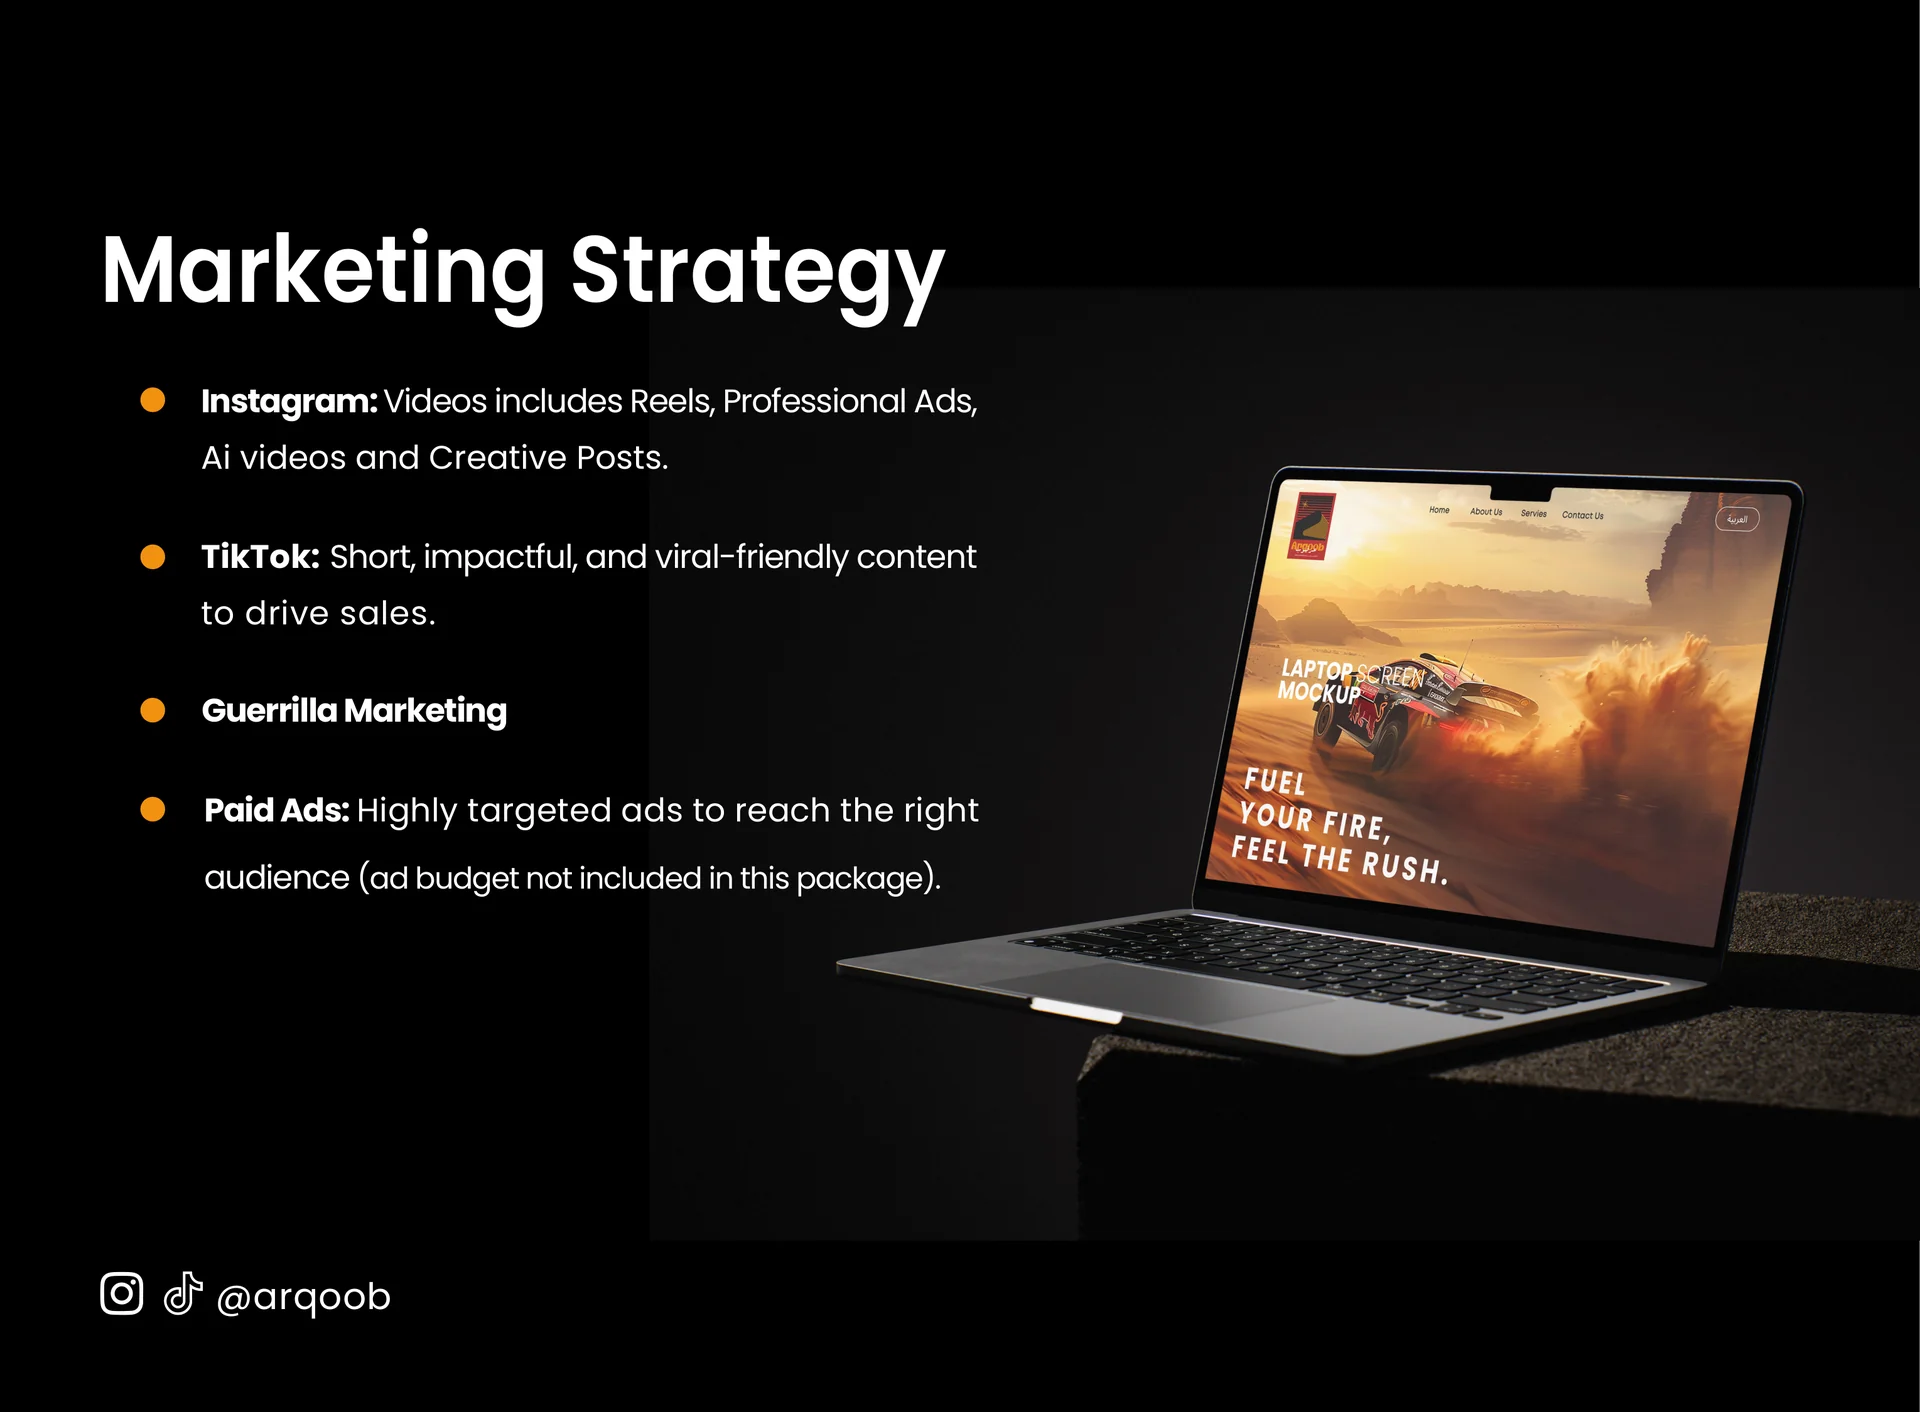 Marketing Strategy
Instagram: Videos includes Reels, Professional Ads,
Ai videos and Creative Posts.
TikTok: Short, impactful, and viral-friendly content
to drive sales.
Guerrilla Marketing
Paid Ads: Highly targeted ads to reach the right
audience (ad budget not included in this package).
Home About Us Servies Contact Us العربية
Arqoob
LAPTOP SCREEN
MOCKUP
FUEL
YOUR FIRE,
FEEL THE RUSH.
@arqoob